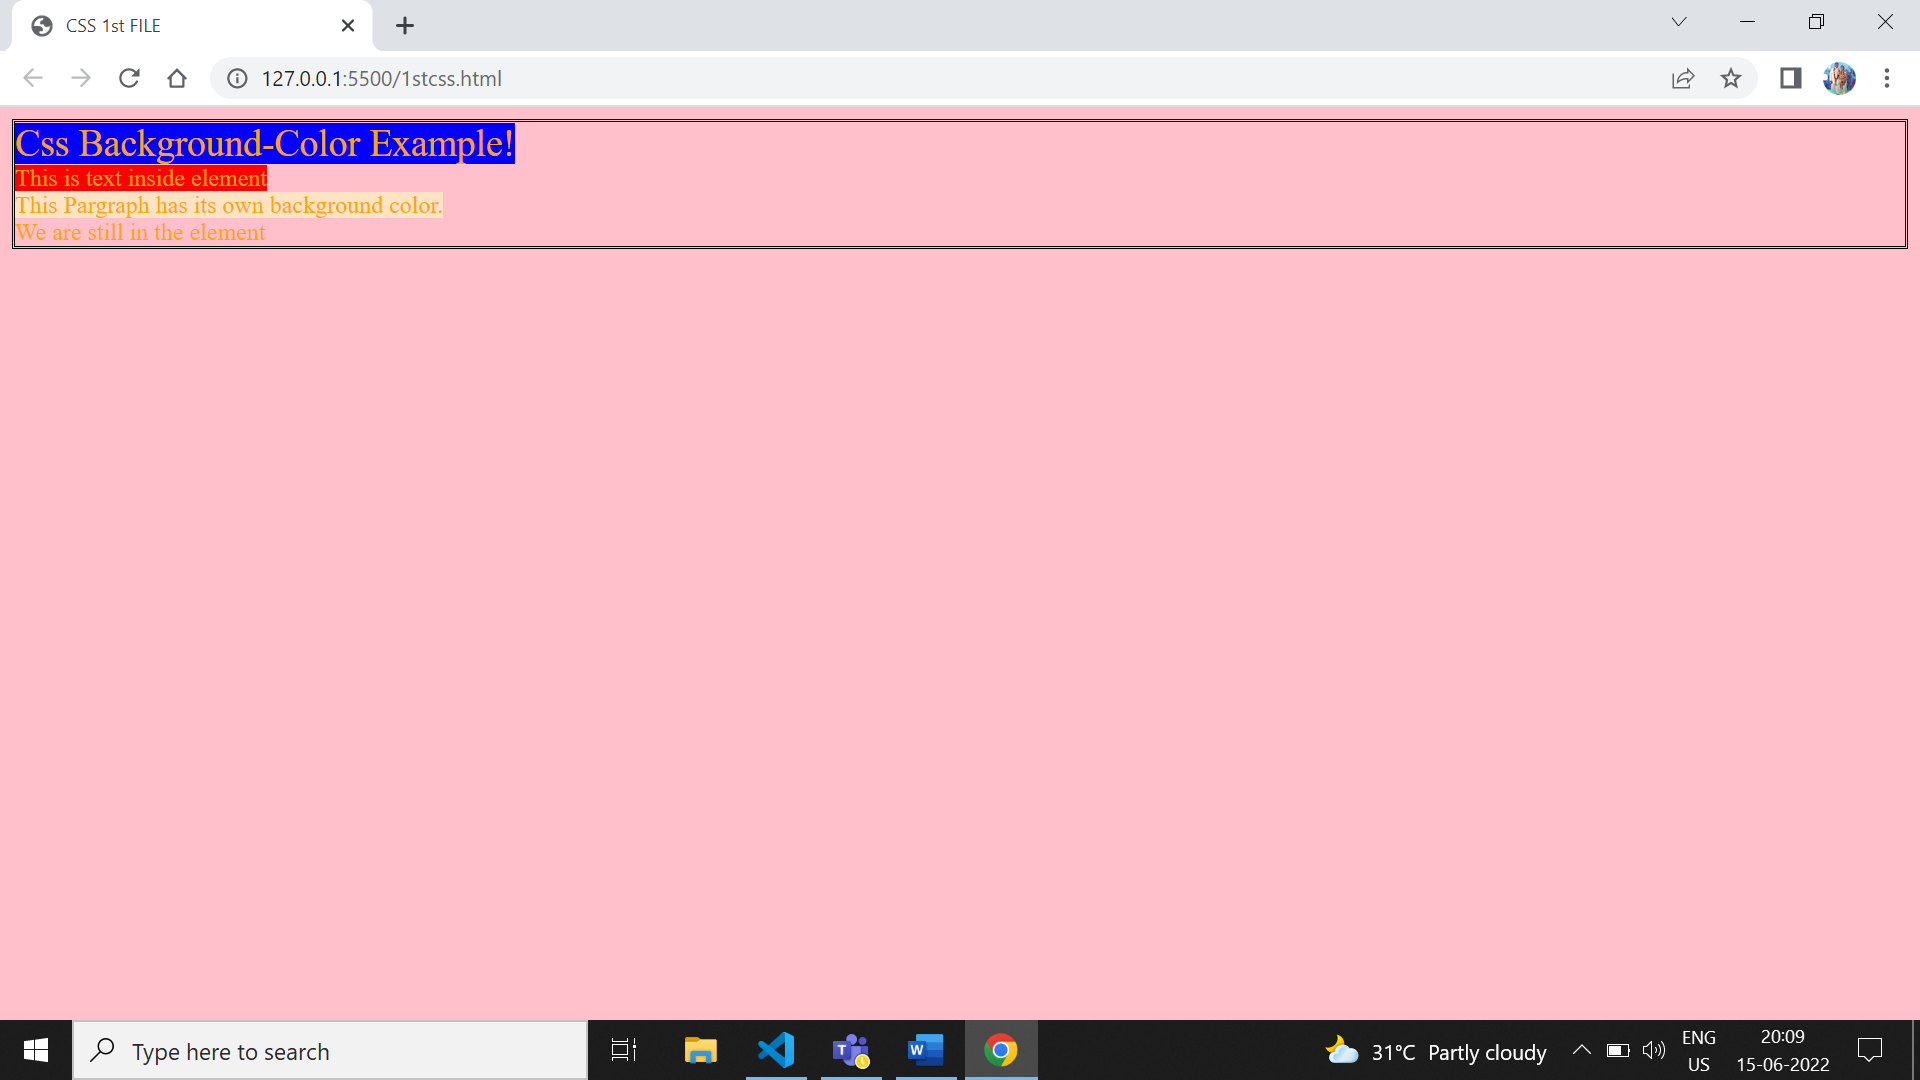 CSS 1st FILE
127.0.0.1:5500/1stcss.html
Css Background-Color Example!
This is text inside element
This Pargraph has its own background color.
We are still in the element
Type here to search
T
W
31°C Partly cloudy
ENG
US
20:09
15-06-2022